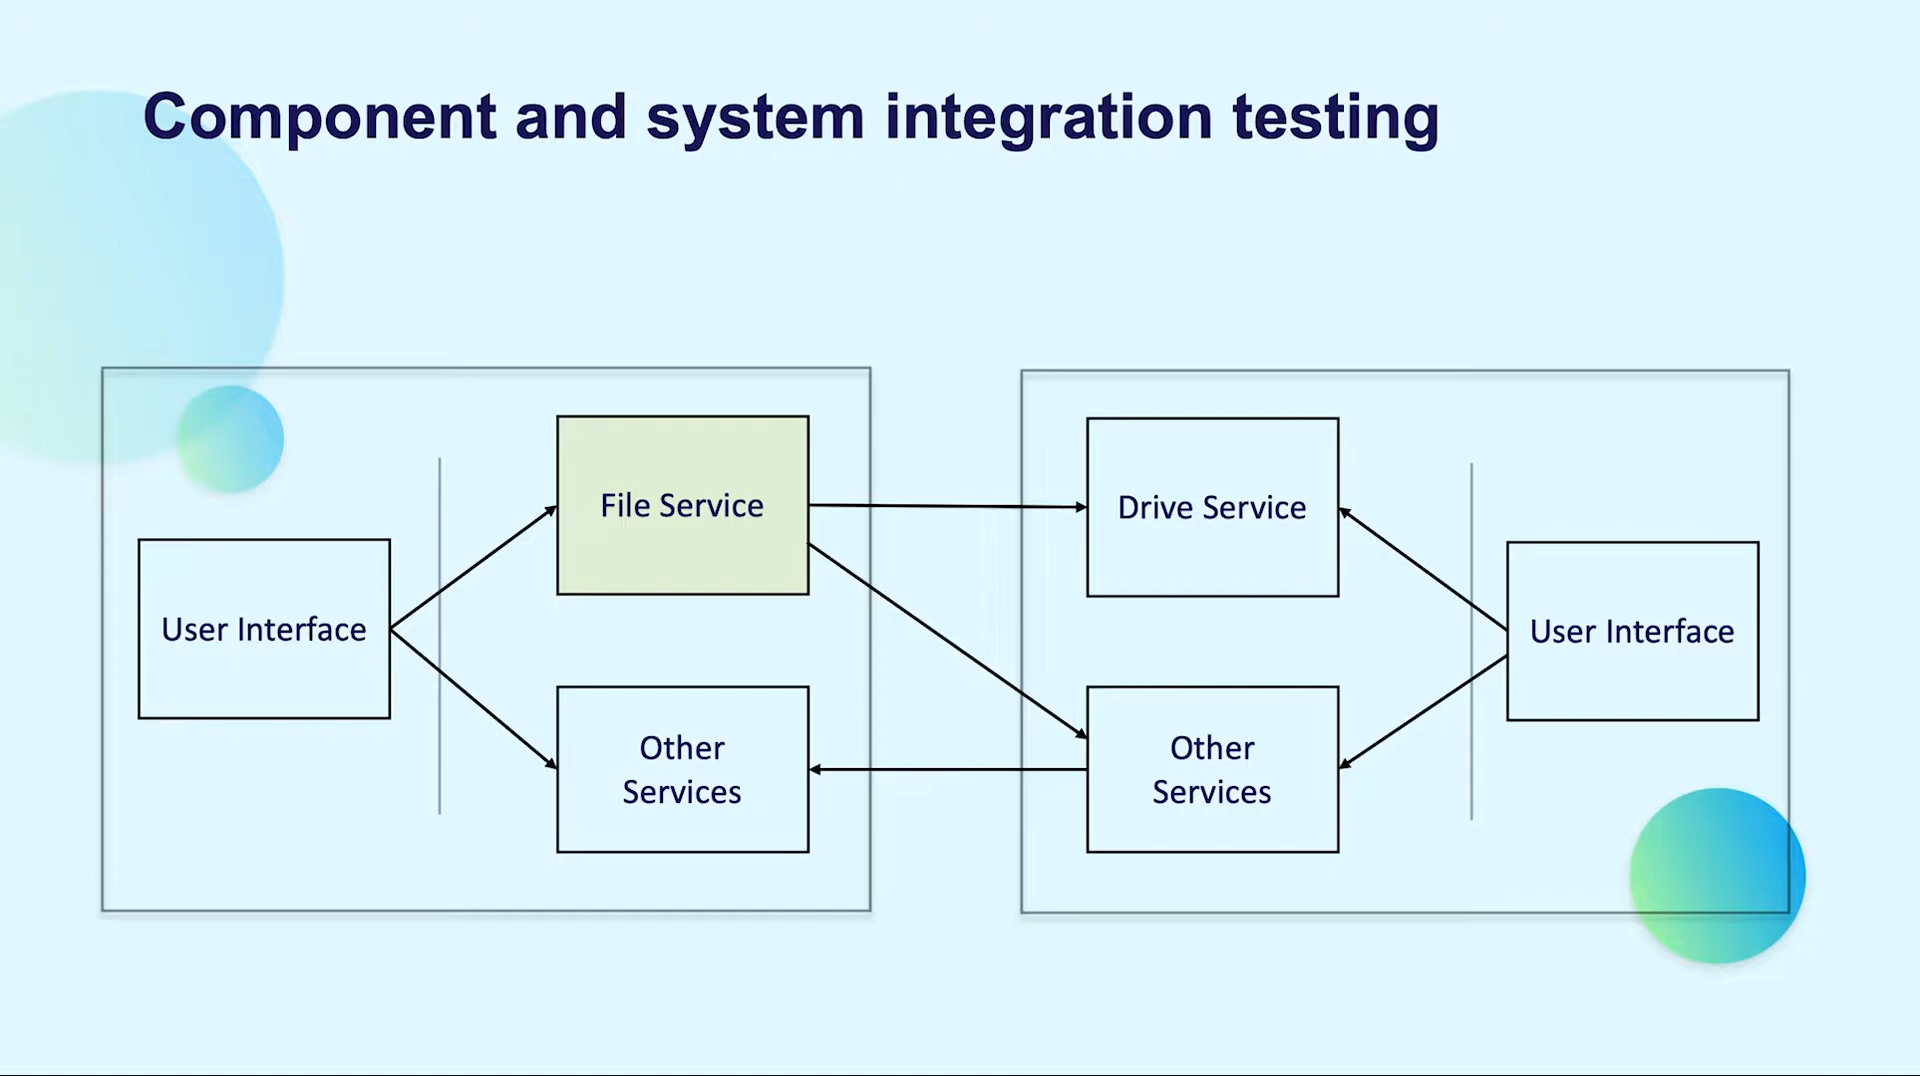 Component and system integration testing
File Service
Drive Service
User Interface
User Interface
Other
Services
Other
Services